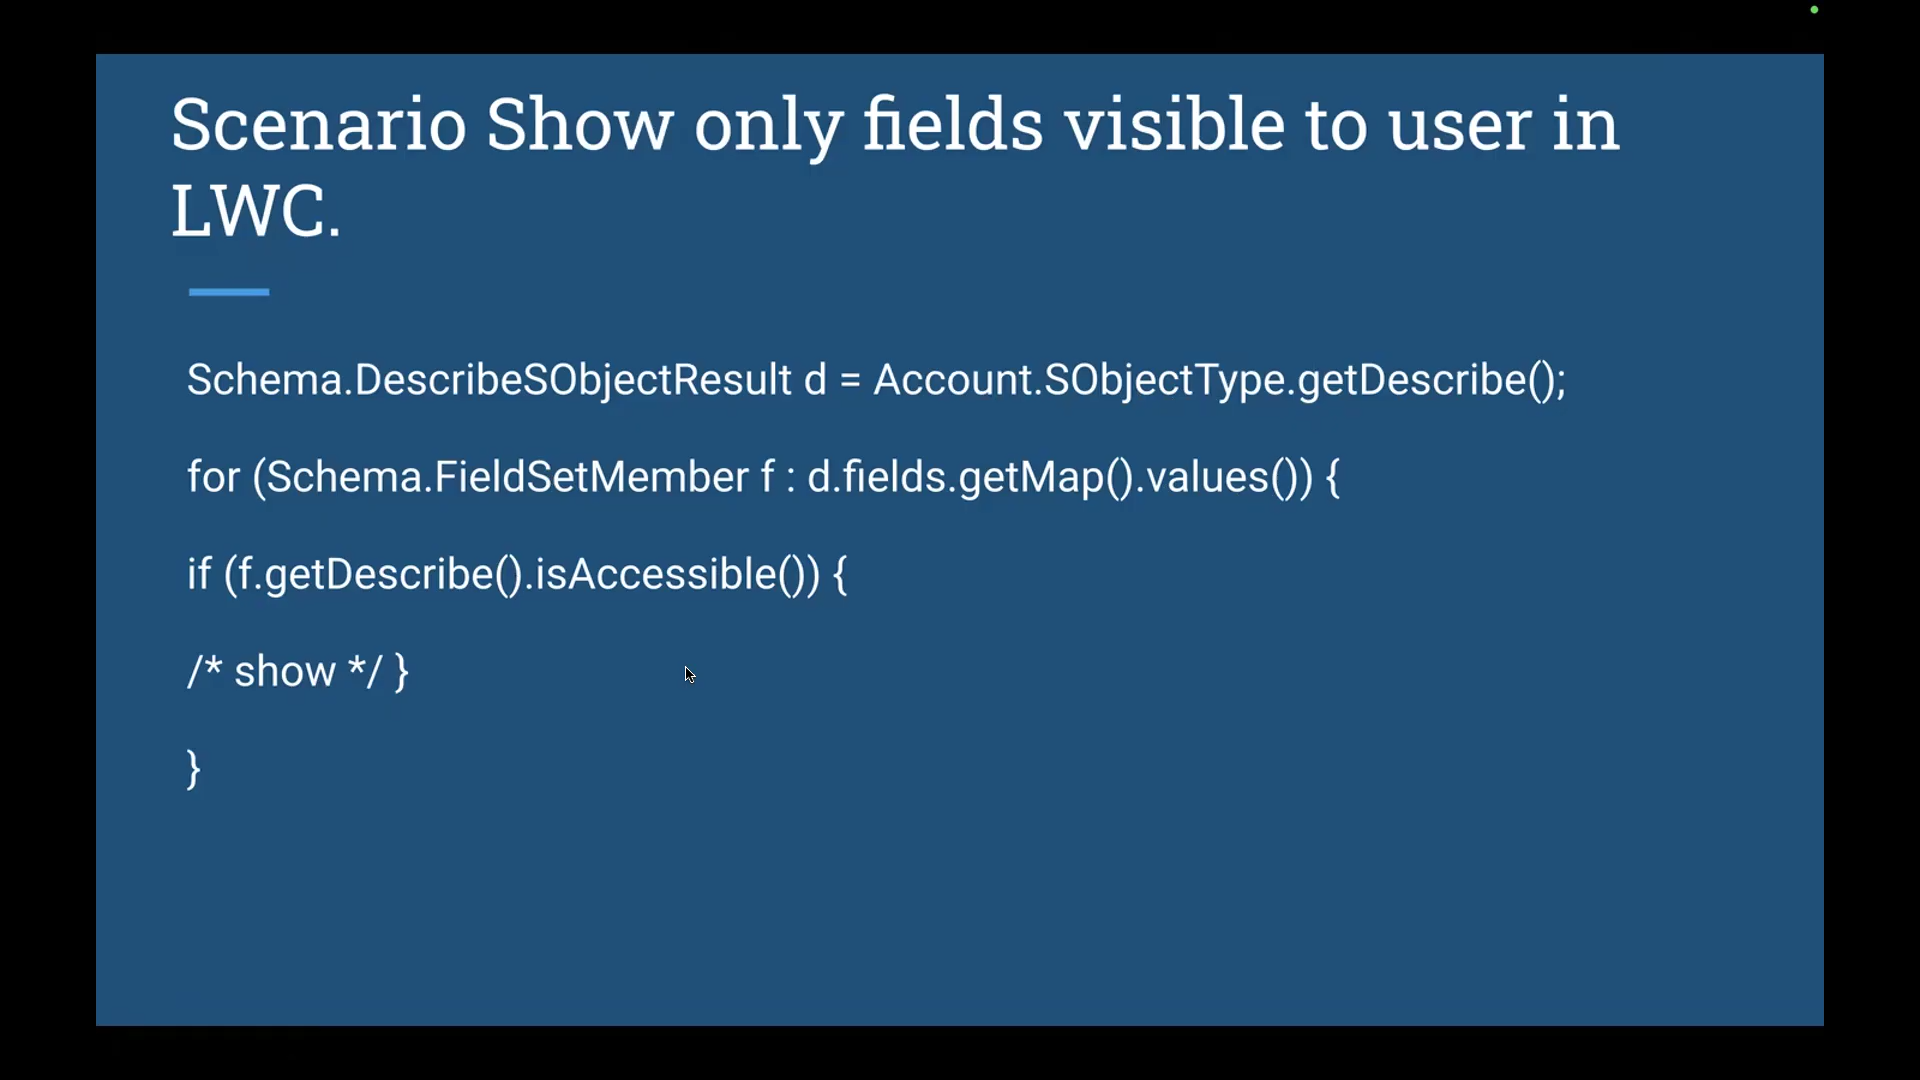 Scenario Show only fields visible to user in
LWC.
Schema.DescribeSObjectResult d = Account.SObjectType.getDescribe();
for (Schema.FieldSetMember f : d.fields.getMap().values()) {
if (f.getDescribe().isAccessible()) {
/* show */ }
}